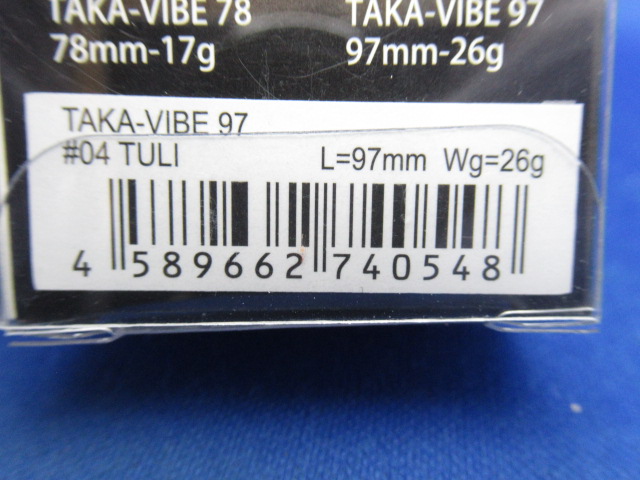 TAKA-VIBE 78 TAKA-VIBE 97
78mm-17g 97mm-26g
TAKA-VIBE 97
#04 TULI L=97mm Wg=26g
4 589662 740548